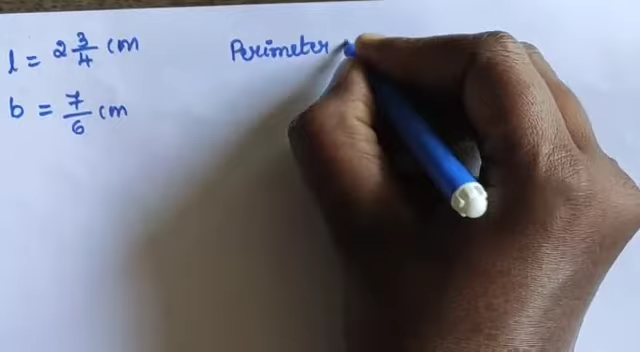 l = 2 3/4 cm
b = 7/6 cm
Perimeter